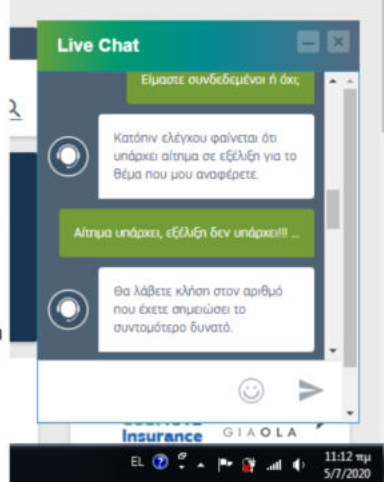 Live Chat
Είμαστε συνδεδεμένοι ή όχι;
Κατόπιν ελέγχου φαίνεται ότι
υπάρχει αίτημα σε εξέλιξη για το
θέμα που μου αναφέρετε.
Αίτημα υπάρχει, εξέλιξη δεν υπάρχει!!! ...
Θα λάβετε κλήση στον αριθμό
που έχετε σημειώσει το
συντομότερο δυνατό.
Insurance
GIAOLA
EL
11:12 πμ
5/7/2020